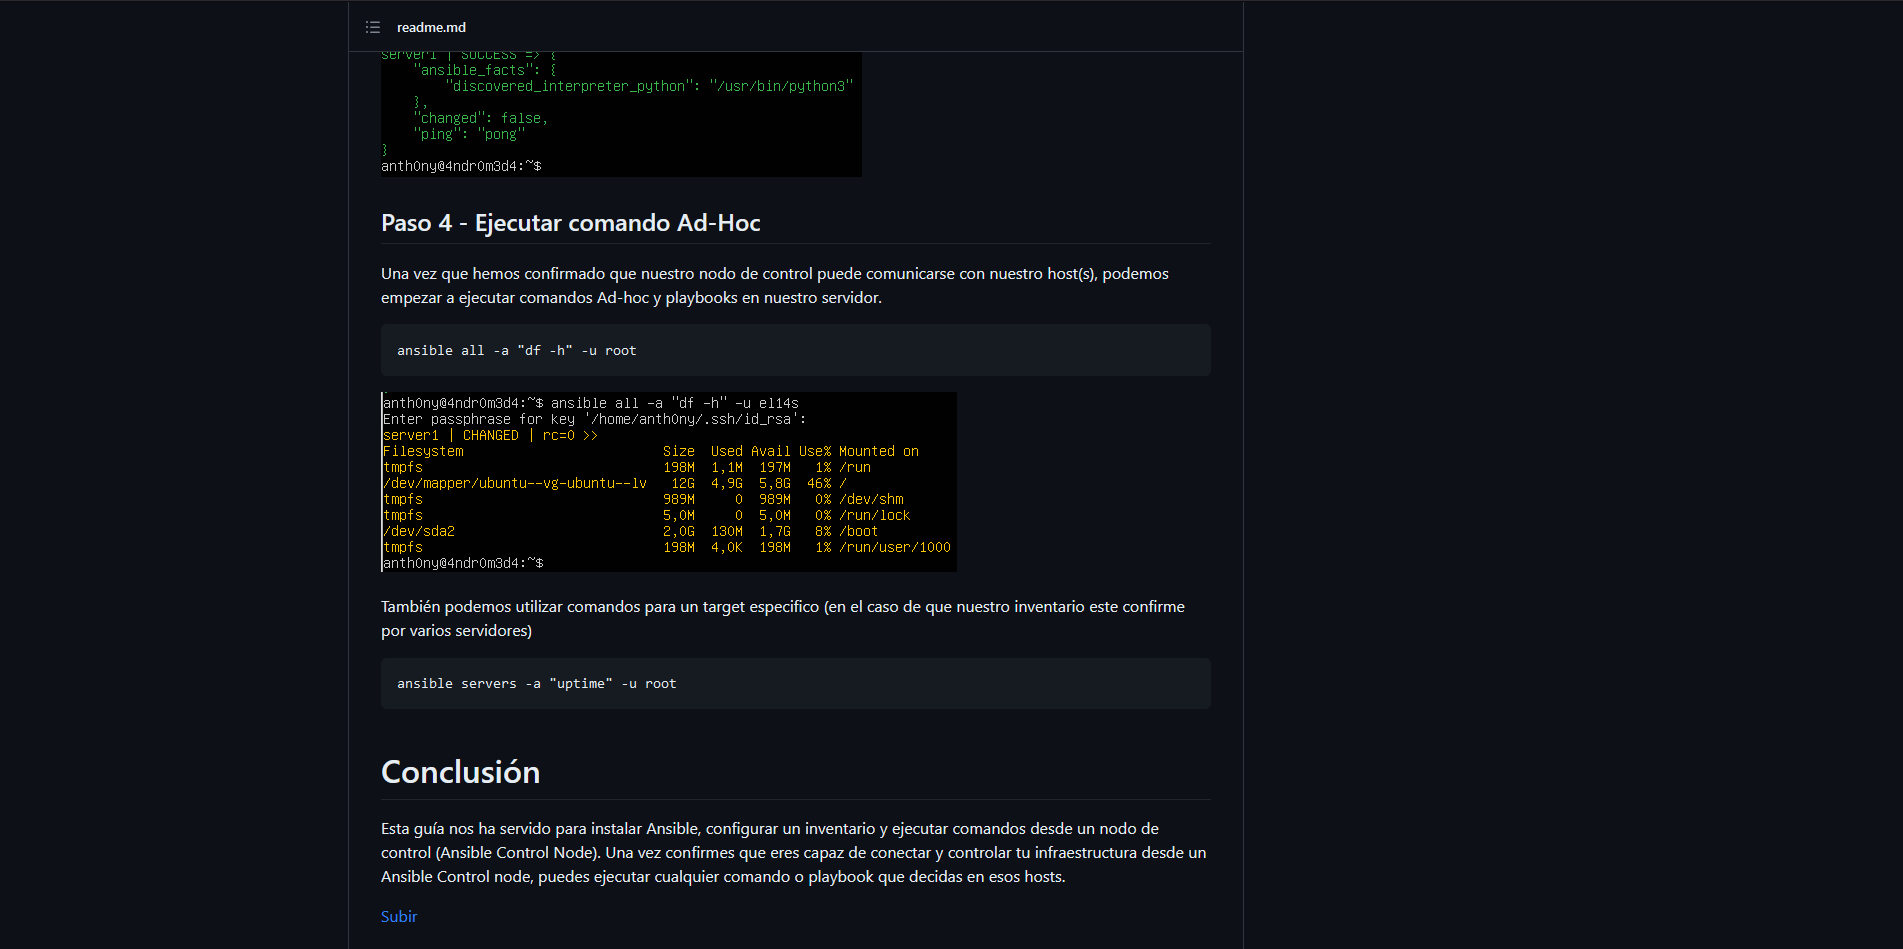 readme.md
server1 | SUCCESS => {
    "ansible_facts": {
        "discovered_interpreter_python": "/usr/bin/python3"
    },
    "changed": false,
    "ping": "pong"
}
anth0ny@4ndr0m3d4:~$
Paso 4 - Ejecutar comando Ad-Hoc
Una vez que hemos confirmado que nuestro nodo de control puede comunicarse con nuestro host(s), podemos
empezar a ejecutar comandos Ad-hoc y playbooks en nuestro servidor.
ansible all -a "df -h" -u root
anth0ny@4ndr0m3d4:~$ ansible all -a "df -h" -u el14s
Enter passphrase for key '/home/anth0ny/.ssh/id_rsa':
server1 | CHANGED | rc=0 >>
Filesystem                         Size  Used Avail Use% Mounted on
tmpfs                              198M  1,1M  197M   1% /run
/dev/mapper/ubuntu--vg-ubuntu--lv   12G  4,9G  5,8G  46% /
tmpfs                              989M     0  989M   0% /dev/shm
tmpfs                              5,0M     0  5,0M   0% /run/lock
/dev/sda2                          2,0G  130M  1,7G   8% /boot
tmpfs                              198M  4,0K  198M   1% /run/user/1000
anth0ny@4ndr0m3d4:~$
También podemos utilizar comandos para un target especifico (en el caso de que nuestro inventario este confirme
por varios servidores)
ansible servers -a "uptime" -u root
Conclusión
Esta guía nos ha servido para instalar Ansible, configurar un inventario y ejecutar comandos desde un nodo de
control (Ansible Control Node). Una vez confirmes que eres capaz de conectar y controlar tu infraestructura desde un
Ansible Control node, puedes ejecutar cualquier comando o playbook que decidas en esos hosts.
Subir